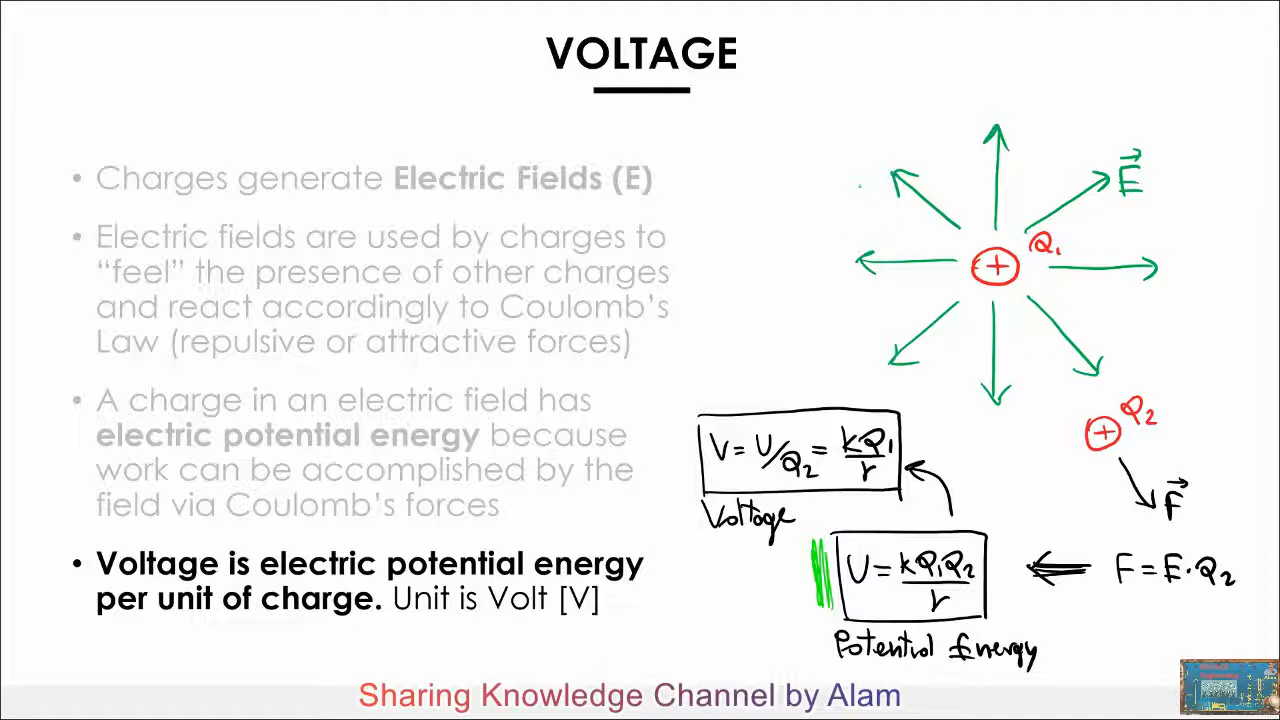 VOLTAGE
• Charges generate Electric Fields (E)
• Electric fields are used by charges to
“feel” the presence of other charges
and react accordingly to Coulomb’s
Law (repulsive or attractive forces)
• A charge in an electric field has
electric potential energy because
work can be accomplished by the
field via Coulomb’s forces
• Voltage is electric potential energy
per unit of charge. Unit is Volt [V]
E⃗
Q₁
+
Q₂
+
F⃗
V = U/Q₂ = kQ₁/r
Voltage
U = kQ₁Q₂/r
Potential Energy
F = E · Q₂
Sharing Knowledge Channel by Alam